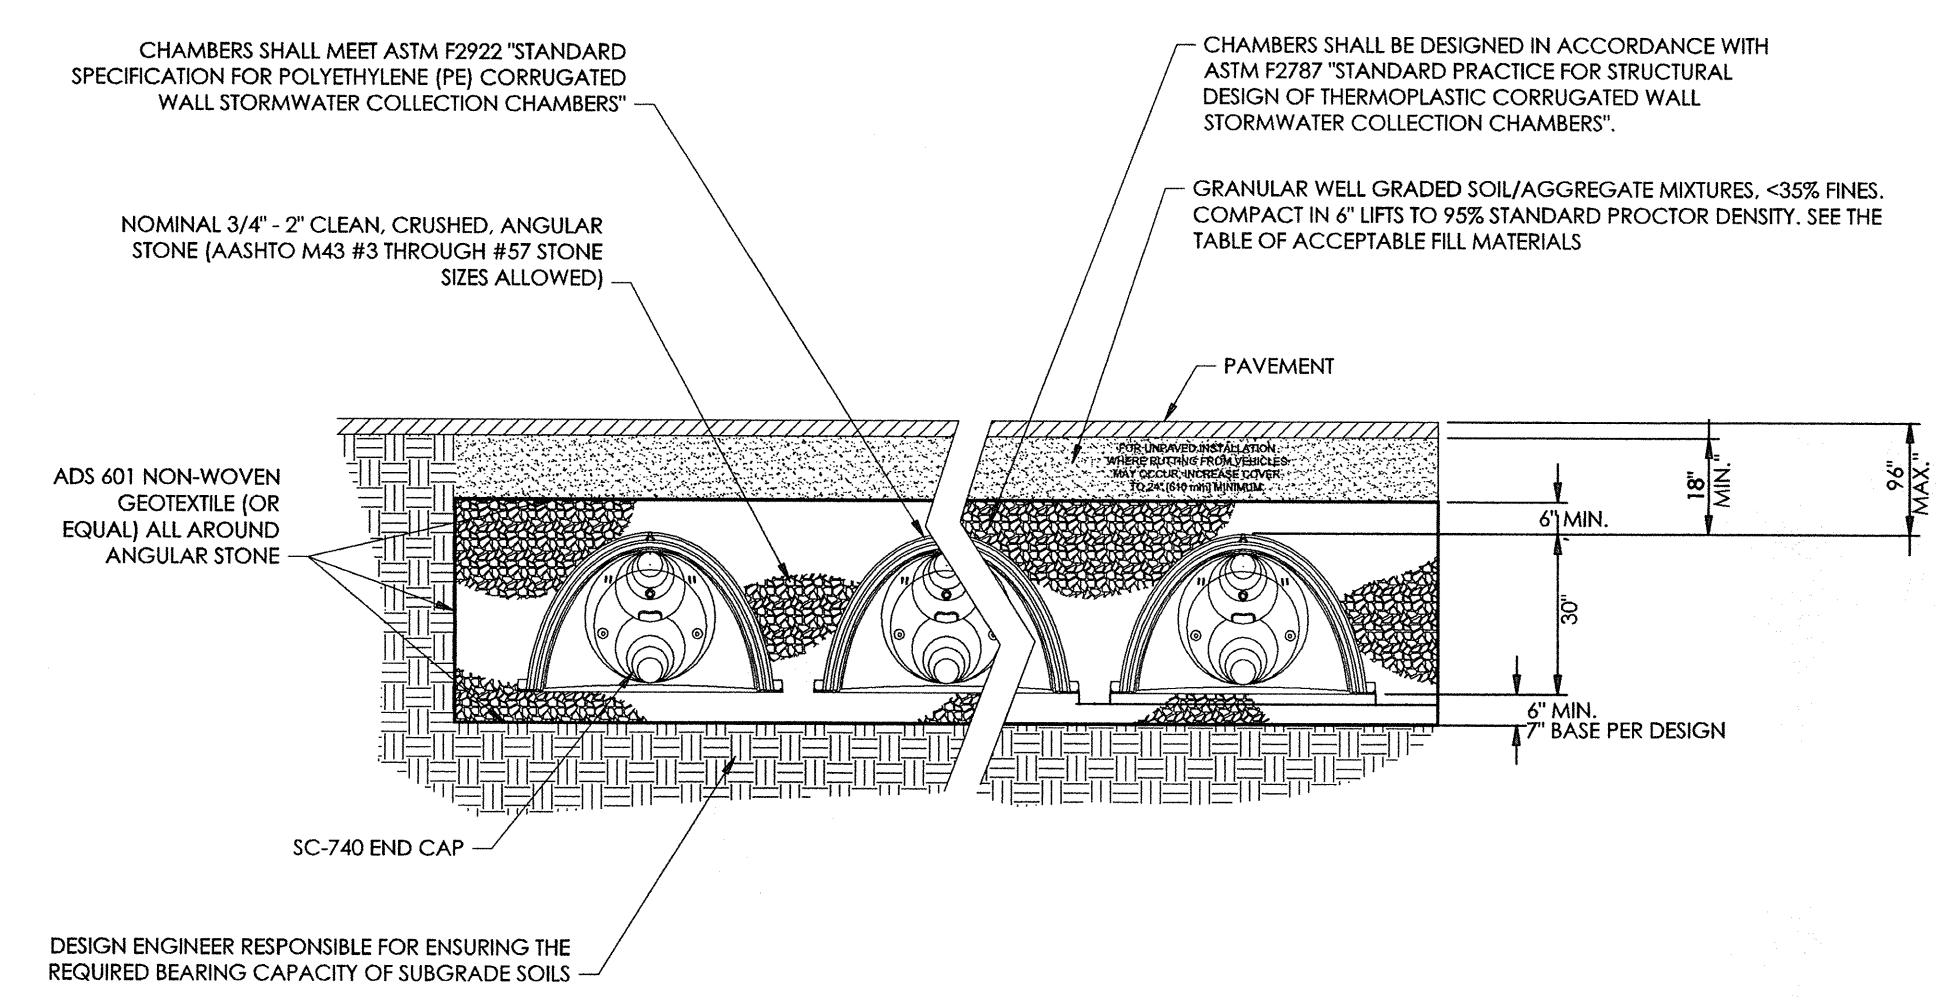 CHAMBERS SHALL MEET ASTM F2922 "STANDARD
SPECIFICATION FOR POLYETHYLENE (PE) CORRUGATED
WALL STORMWATER COLLECTION CHAMBERS"
CHAMBERS SHALL BE DESIGNED IN ACCORDANCE WITH
ASTM F2787 "STANDARD PRACTICE FOR STRUCTURAL
DESIGN OF THERMOPLASTIC CORRUGATED WALL
STORMWATER COLLECTION CHAMBERS".
GRANULAR WELL GRADED SOIL/AGGREGATE MIXTURES, <35% FINES.
COMPACT IN 6" LIFTS TO 95% STANDARD PROCTOR DENSITY. SEE THE
TABLE OF ACCEPTABLE FILL MATERIALS
NOMINAL 3/4" - 2" CLEAN, CRUSHED, ANGULAR
STONE (AASHTO M43 #3 THROUGH #57 STONE
SIZES ALLOWED)
PAVEMENT
FOR UNPAVED INSTALLATION
WHERE RUTTING FROM VEHICLES
MAY OCCUR, INCREASE COVER
TO 24" [610 mm] MINIMUM
ADS 601 NON-WOVEN
GEOTEXTILE (OR
EQUAL) ALL AROUND
ANGULAR STONE
18"
MIN."
96"
MAX."
6" MIN.
30"
6" MIN.
7" BASE PER DESIGN
SC-740 END CAP
DESIGN ENGINEER RESPONSIBLE FOR ENSURING THE
REQUIRED BEARING CAPACITY OF SUBGRADE SOILS